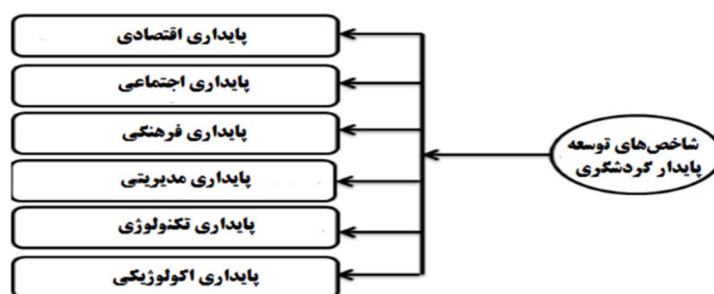 پایداری اقتصادی
پایداری اجتماعی
پایداری فرهنگی
شاخص‌های توسعه
پایدار گردشگری
پایداری مدیریتی
پایداری تکنولوژی
پایداری اکولوژیکی